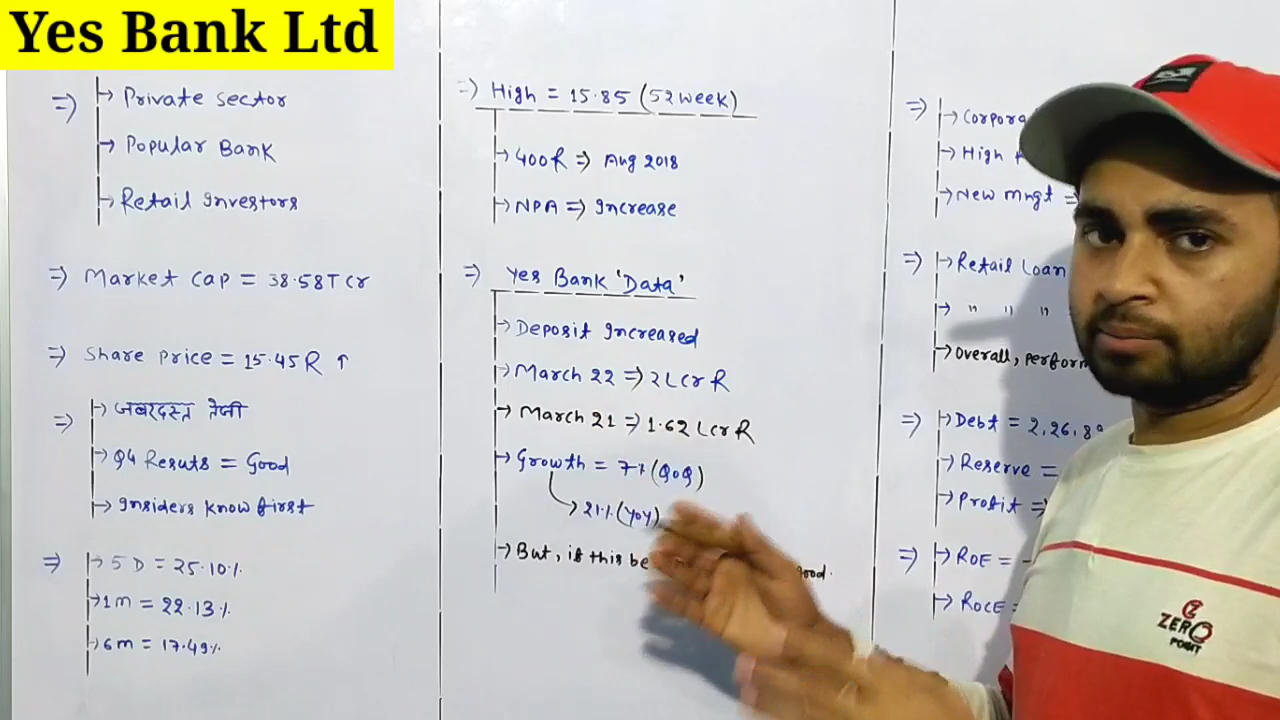 Yes Bank Ltd
⇒ → Private sector
→ Popular Bank
→ Retail Investors
⇒ Market Cap = 38.58T Cr
⇒ Share Price = 15.45 R ↑
⇒ → जबरदस्त तेजी
→ Q4 Resuts = Good
→ Insiders know first
⇒ → 5 D = 25.10%
→ 1m = 22.13%
→ 6m = 17.49%
⇒ High = 15.85 (52 week)
→ 400 R ⇒ Aug 2018
→ NPA ⇒ Increase
⇒ Yes Bank 'Data'
→ Deposit Increased
→ March 22 ⇒ 2 L cr R
→ March 21 ⇒ 1.62 L cr R
→ Growth = 7% (QoQ)
→ 21% (YoY)
→ But, if this be good.
⇒ →
→ High
→ New Mngt ⇒
⇒ → Retail Loan
→ " " "
→ Overall,
⇒ → Debt = 2,26,
→ Reserve =
→ Profit ⇒
⇒ → ROE = -
→ ROCE =
ZERO
POINT